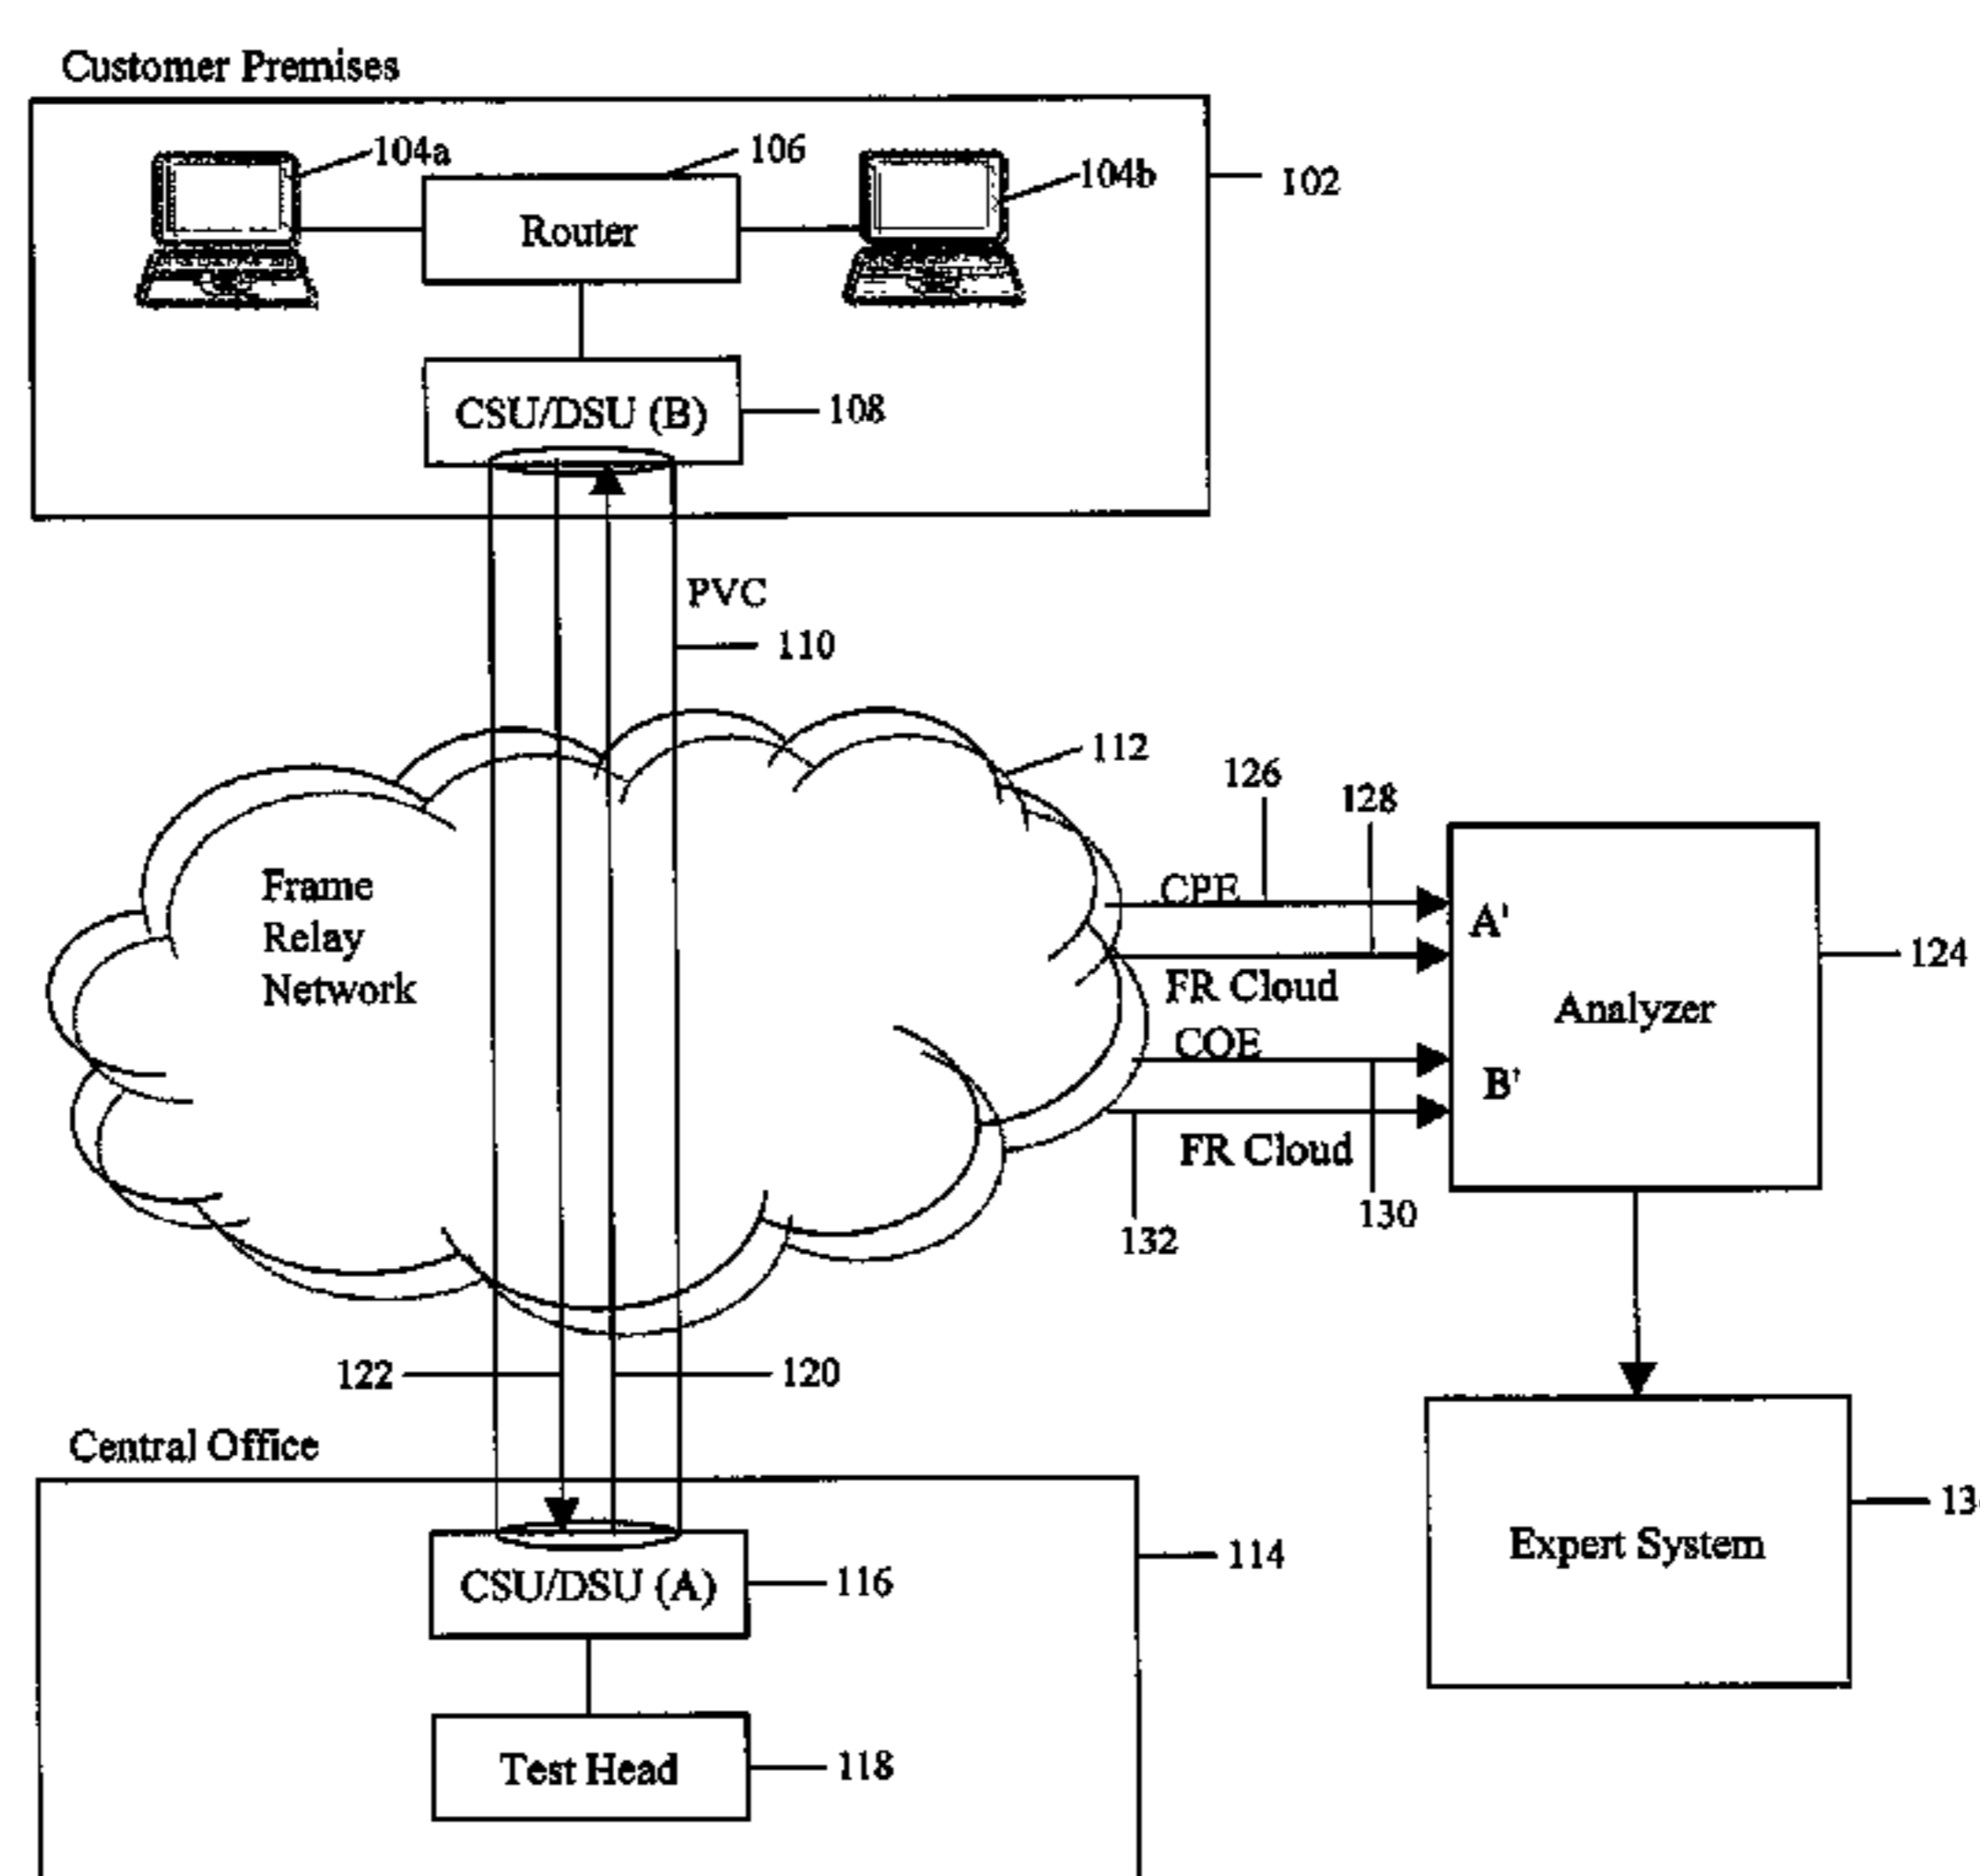 Customer Premises
104a
106
104b
102
Router
CSU/DSU (B)
108
PVC
110
112
126
128
Frame
Relay
Network
CPE
A'
FR Cloud
124
Analyzer
COE
B'
FR Cloud
130
132
122
120
Central Office
Expert System
114
CSU/DSU (A)
116
Test Head
118